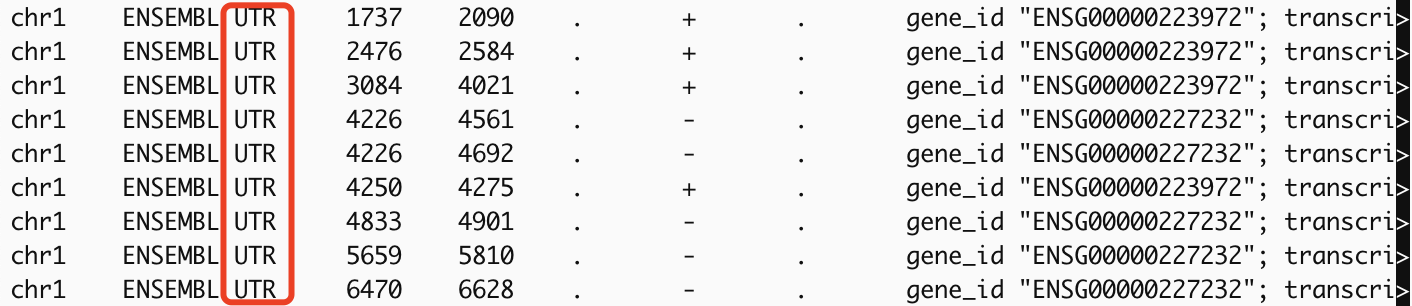 chr1 ENSEMBL UTR 1737 2090 . + . gene_id "ENSG00000223972"; transcri>
chr1 ENSEMBL UTR 2476 2584 . + . gene_id "ENSG00000223972"; transcri>
chr1 ENSEMBL UTR 3084 4021 . + . gene_id "ENSG00000223972"; transcri>
chr1 ENSEMBL UTR 4226 4561 . - . gene_id "ENSG00000227232"; transcri>
chr1 ENSEMBL UTR 4226 4692 . - . gene_id "ENSG00000227232"; transcri>
chr1 ENSEMBL UTR 4250 4275 . + . gene_id "ENSG00000223972"; transcri>
chr1 ENSEMBL UTR 4833 4901 . - . gene_id "ENSG00000227232"; transcri>
chr1 ENSEMBL UTR 5659 5810 . - . gene_id "ENSG00000227232"; transcri>
chr1 ENSEMBL UTR 6470 6628 . - . gene_id "ENSG00000227232"; transcri>